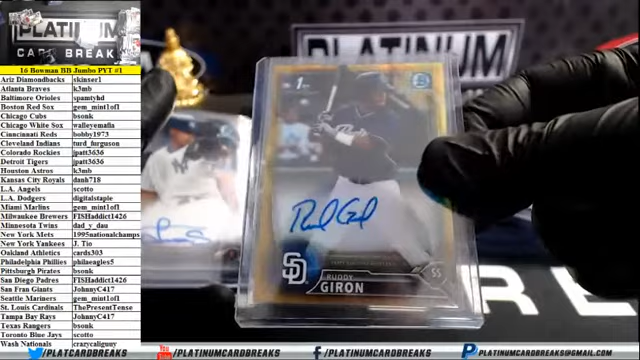 PLATINUM
CARD BREAKS
16 Bowman BB Jumbo PYT #1
Ariz Diamondbacks skinser1
Atlanta Braves k3mb
Baltimore Orioles spamtyhd
Boston Red Sox gem_mint1of1
Chicago Cubs bsonk
Chicago White Sox walleyemafia
Cincinnati Reds bobby1973
Cleveland Indians turd_furguson
Colorado Rockies jpatt3636
Detroit Tigers jpatt3636
Houston Astros k3mb
Kansas City Royals danh718
L.A. Angels scotto
L.A. Dodgers digitalstaple
Miami Marlins gem_mint1of1
Milwaukee Brewers FISHaddict1426
Minnesota Twins dad_y_dau
New York Mets 1995nationalchamps
New York Yankees J. Tio
Oakland Athletics cards303
Philadelphia Phillies philaeagles5
Pittsburgh Pirates bsonk
San Diego Padres FISHaddict1426
San Fran Giants JohnnyC417
Seattle Mariners gem_mint1of1
St. Louis Cardinals ThePresentTense
Tampa Bay Rays JohnnyC417
Texas Rangers bsonk
Toronto Blue Jays scotto
Wash Nationals crazycaliguy
PLATINUM
1st
SD
RUDDY
GIRON
SS
@PLATCARDBREAKS
PLATINUMCARDBREAKS
/PLATINUMCARDBREAKS
@PLATINUMCARDBREAKS